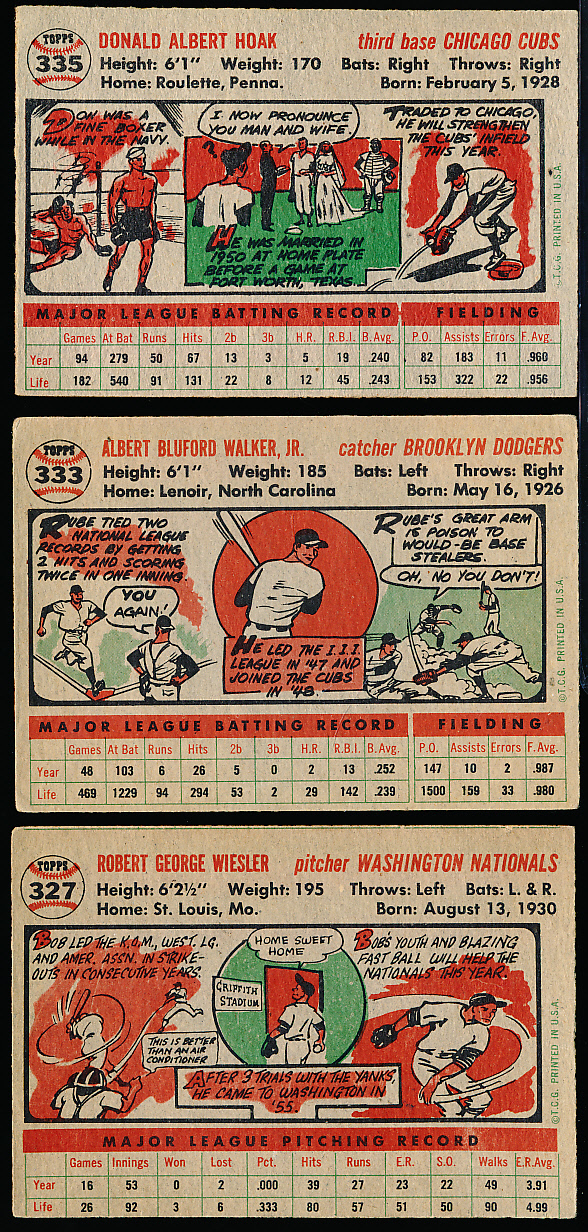 TOPPS
335
DONALD ALBERT HOAK third base CHICAGO CUBS
Height: 6'1" Weight: 170 Bats: Right Throws: Right
Home: Roulette, Penna. Born: February 5, 1928
DON WAS A
FINE BOXER
WHILE IN THE NAVY.
I NOW PRONOUNCE
YOU MAN AND WIFE.
HE WAS MARRIED IN
1950 AT HOME PLATE
BEFORE A GAME AT
FORT WORTH, TEXAS.
TRADED TO CHICAGO,
HE WILL STRENGTHEN
THE CUBS' INFIELD
THIS YEAR.
©T.C.G. PRINTED IN U.S.A.
MAJOR LEAGUE BATTING RECORD FIELDING
Games At Bat Runs Hits 2b 3b H.R. R.B.I. B.Avg. P.O. Assists Errors F.Avg.
Year 94 279 50 67 13 3 5 19 .240 82 183 11 .960
Life 182 540 91 131 22 8 12 45 .243 153 322 22 .956
TOPPS
333
ALBERT BLUFORD WALKER, JR. catcher BROOKLYN DODGERS
Height: 6'1" Weight: 185 Bats: Left Throws: Right
Home: Lenoir, North Carolina Born: May 16, 1926
RUBE TIED TWO
NATIONAL LEAGUE
RECORDS BY GETTING
2 HITS AND SCORING
TWICE IN ONE INNING.
YOU
AGAIN!
HE LED THE I.I.I.
LEAGUE IN '47 AND
JOINED THE CUBS
IN '48.
RUBE'S GREAT ARM
IS POISON TO
WOULD-BE BASE
STEALERS.
OH, NO YOU DON'T!
©T.C.G. PRINTED IN U.S.A.
MAJOR LEAGUE BATTING RECORD FIELDING
Games At Bat Runs Hits 2b 3b H.R. R.B.I. B.Avg. P.O. Assists Errors F.Avg.
Year 48 103 6 26 5 0 2 13 .252 147 10 2 .987
Life 469 1229 94 294 53 2 29 142 .239 1500 159 33 .980
TOPPS
327
ROBERT GEORGE WIESLER pitcher WASHINGTON NATIONALS
Height: 6'2½" Weight: 195 Throws: Left Bats: L. & R.
Home: St. Louis, Mo. Born: August 13, 1930
BOB LED THE K.O.M., WEST. LG.
AND AMER. ASSN. IN STRIKE-
OUTS IN CONSECUTIVE YEARS.
THIS IS BETTER
THAN AN AIR
CONDITIONER
HOME SWEET
HOME
GRIFFITH
STADIUM
AFTER 3 TRIALS WITH THE YANKS,
HE CAME TO WASHINGTON IN
'55.
BOB'S YOUTH AND BLAZING
FAST BALL WILL HELP THE
NATIONALS THIS YEAR.
©T.C.G. PRINTED IN U.S.A.
MAJOR LEAGUE PITCHING RECORD
Games Innings Won Lost Pct. Hits Runs E.R. S.O. Walks E.R.Avg.
Year 16 53 0 2 .000 39 27 23 22 49 3.91
Life 26 92 3 6 .333 80 57 51 50 90 4.99